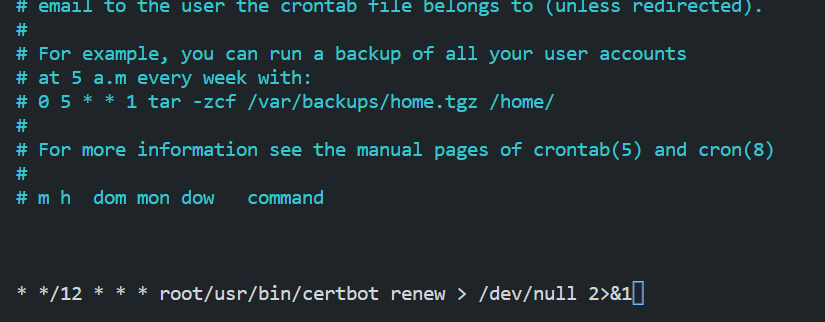 # email to the user the crontab file belongs to (unless redirected).
#
# For example, you can run a backup of all your user accounts
# at 5 a.m every week with:
# 0 5 * * 1 tar -zcf /var/backups/home.tgz /home/
#
# For more information see the manual pages of crontab(5) and cron(8)
#
# m h  dom mon dow   command
* */12 * * * root/usr/bin/certbot renew > /dev/null 2>&1